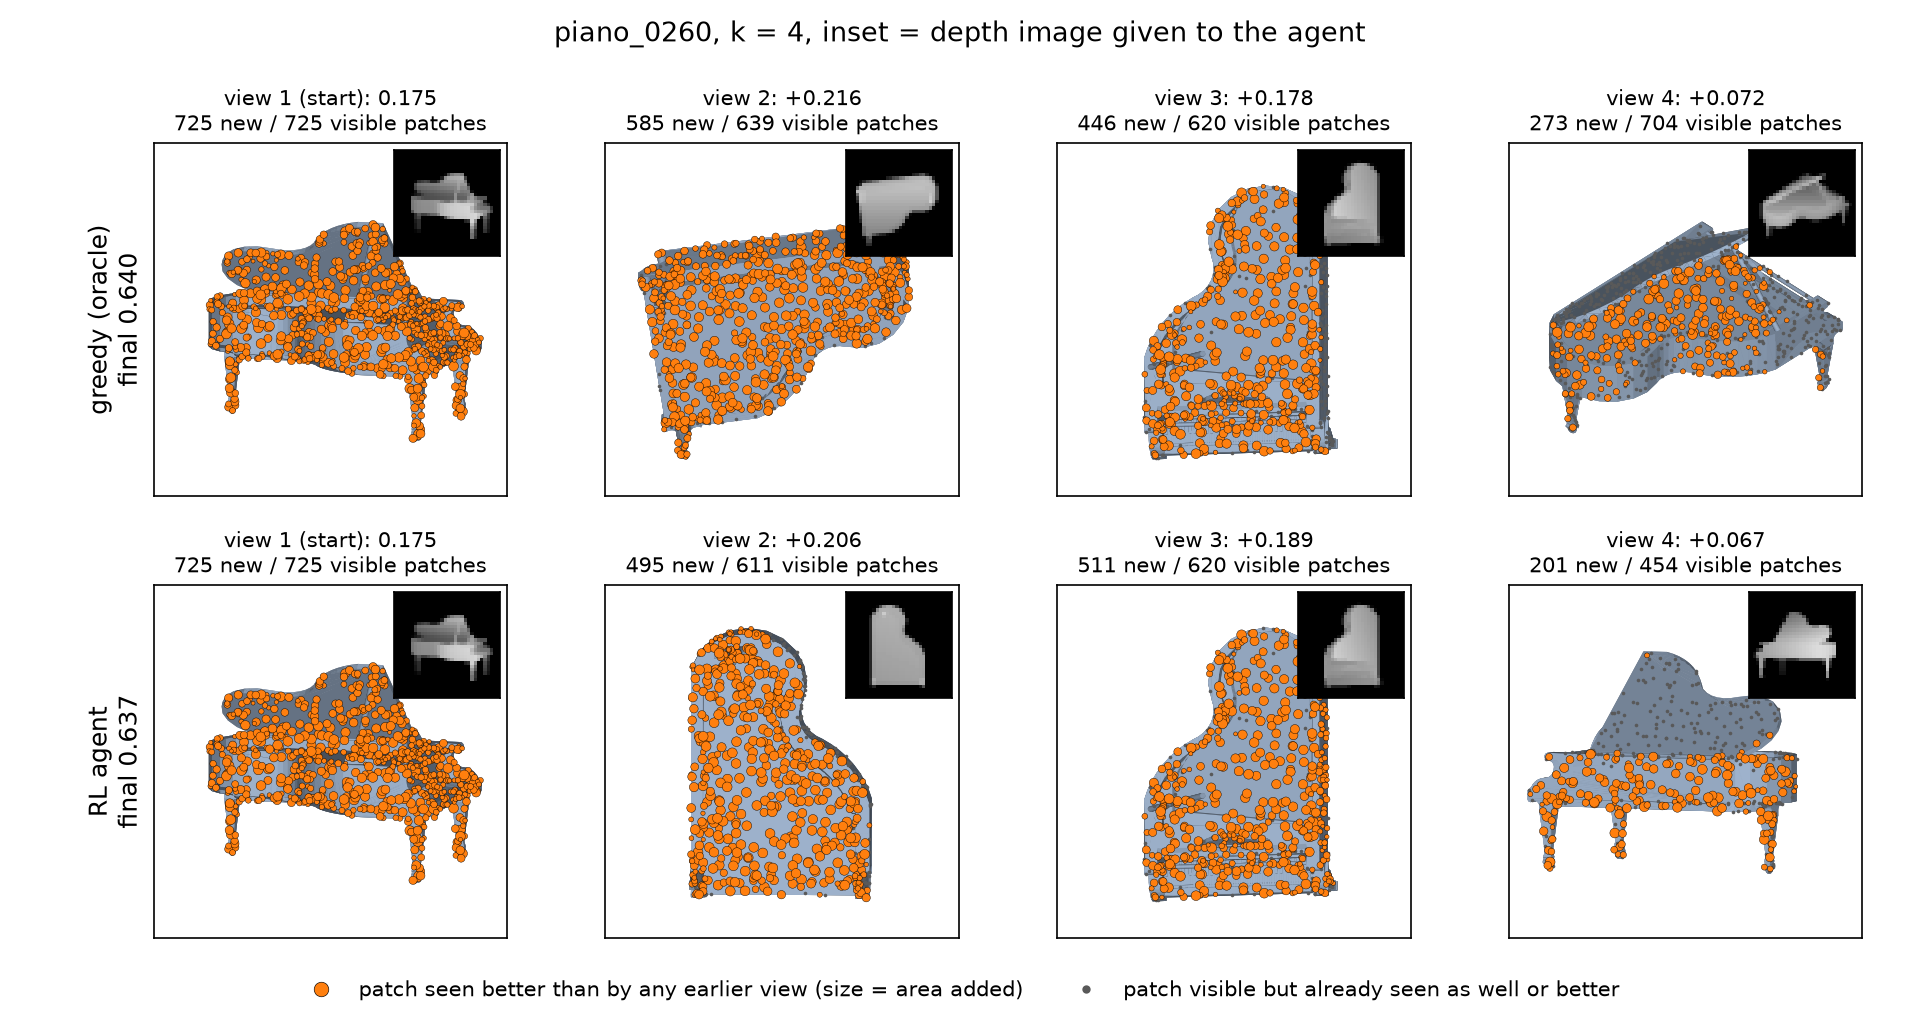 piano_0260, k = 4, inset = depth image given to the agent
view 1 (start): 0.175
725 new / 725 visible patches
view 2: +0.216
585 new / 639 visible patches
view 3: +0.178
446 new / 620 visible patches
view 4: +0.072
273 new / 704 visible patches
greedy (oracle)
final 0.640
view 1 (start): 0.175
725 new / 725 visible patches
view 2: +0.206
495 new / 611 visible patches
view 3: +0.189
511 new / 620 visible patches
view 4: +0.067
201 new / 454 visible patches
RL agent
final 0.637
patch seen better than by any earlier view (size = area added)
patch visible but already seen as well or better